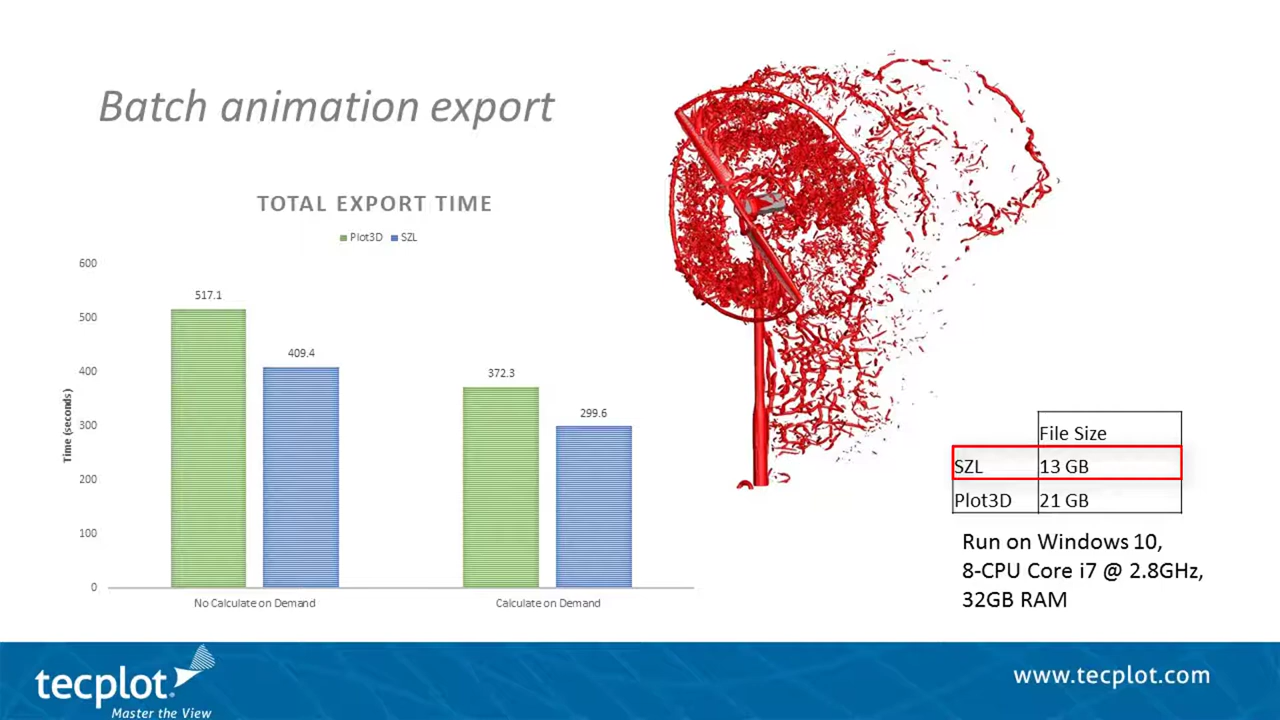 Batch animation export
TOTAL EXPORT TIME
Plot3D SZL
600
500
400
300
200
100
0
Time (seconds)
517.1
409.4
372.3
299.6
No Calculate on Demand
Calculate on Demand
File Size
SZL 13 GB
Plot3D 21 GB
Run on Windows 10,
8-CPU Core i7 @ 2.8GHz,
32GB RAM
tecplot®
Master the View
www.tecplot.com